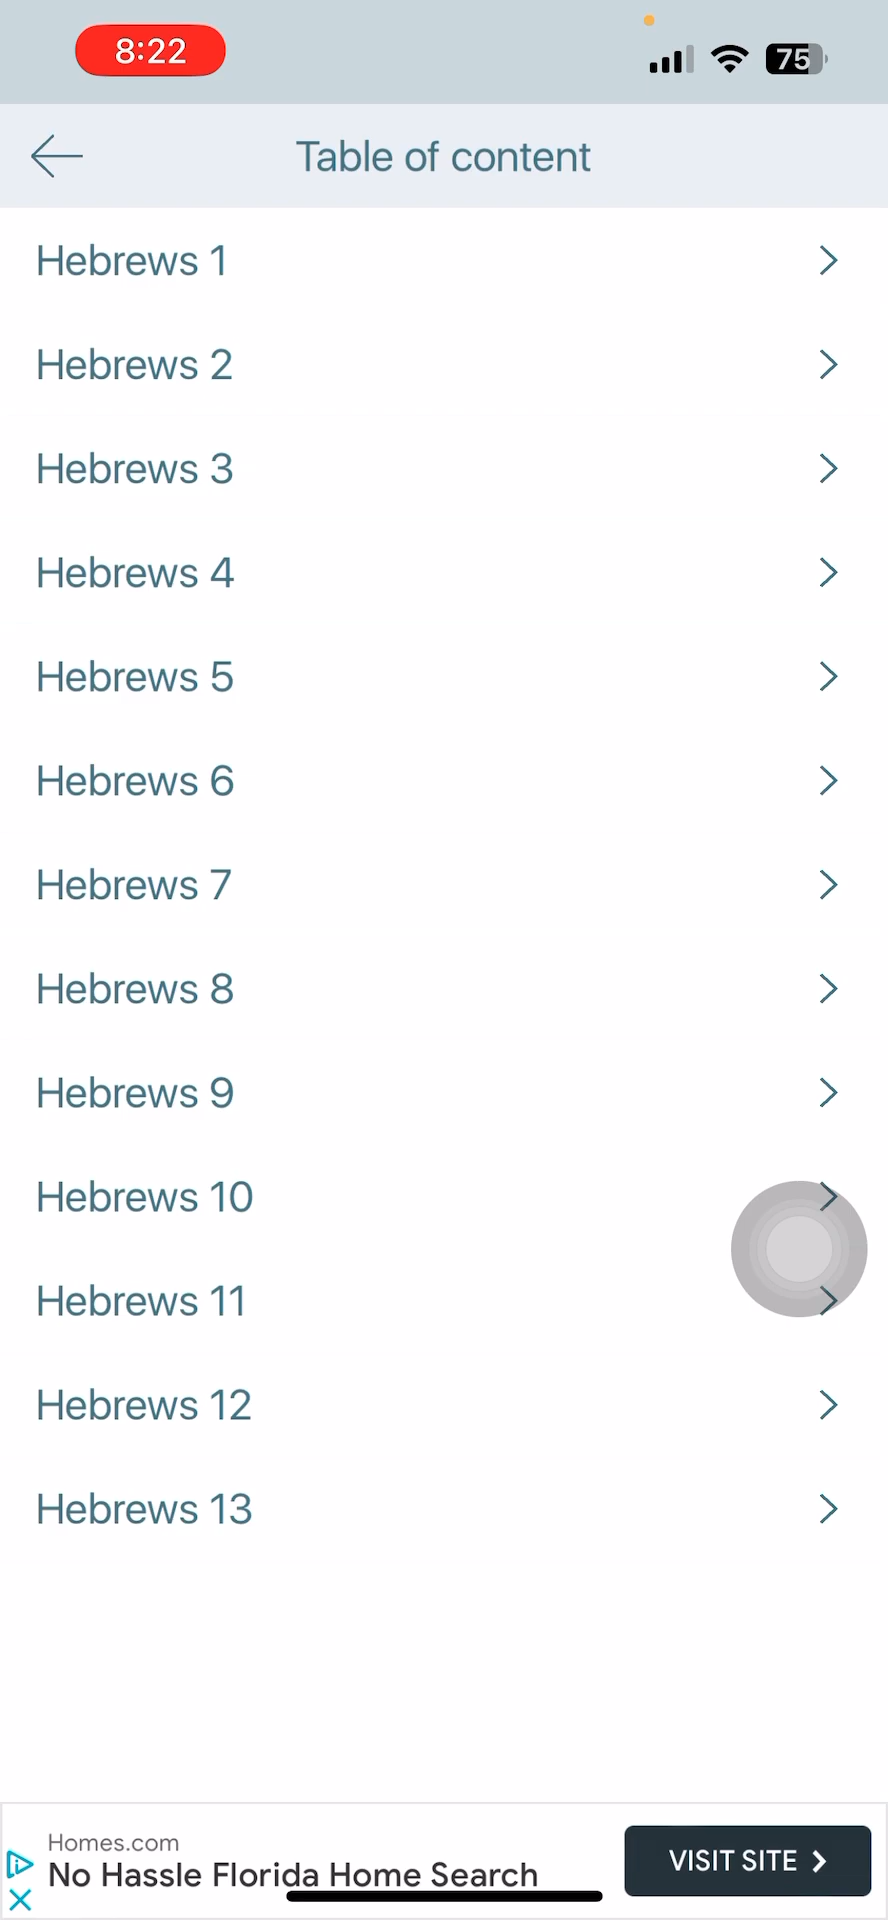 8:22
75
Table of content
Hebrews 1
Hebrews 2
Hebrews 3
Hebrews 4
Hebrews 5
Hebrews 6
Hebrews 7
Hebrews 8
Hebrews 9
Hebrews 10
Hebrews 11
Hebrews 12
Hebrews 13
Homes.com
No Hassle Florida Home Search
VISIT SITE